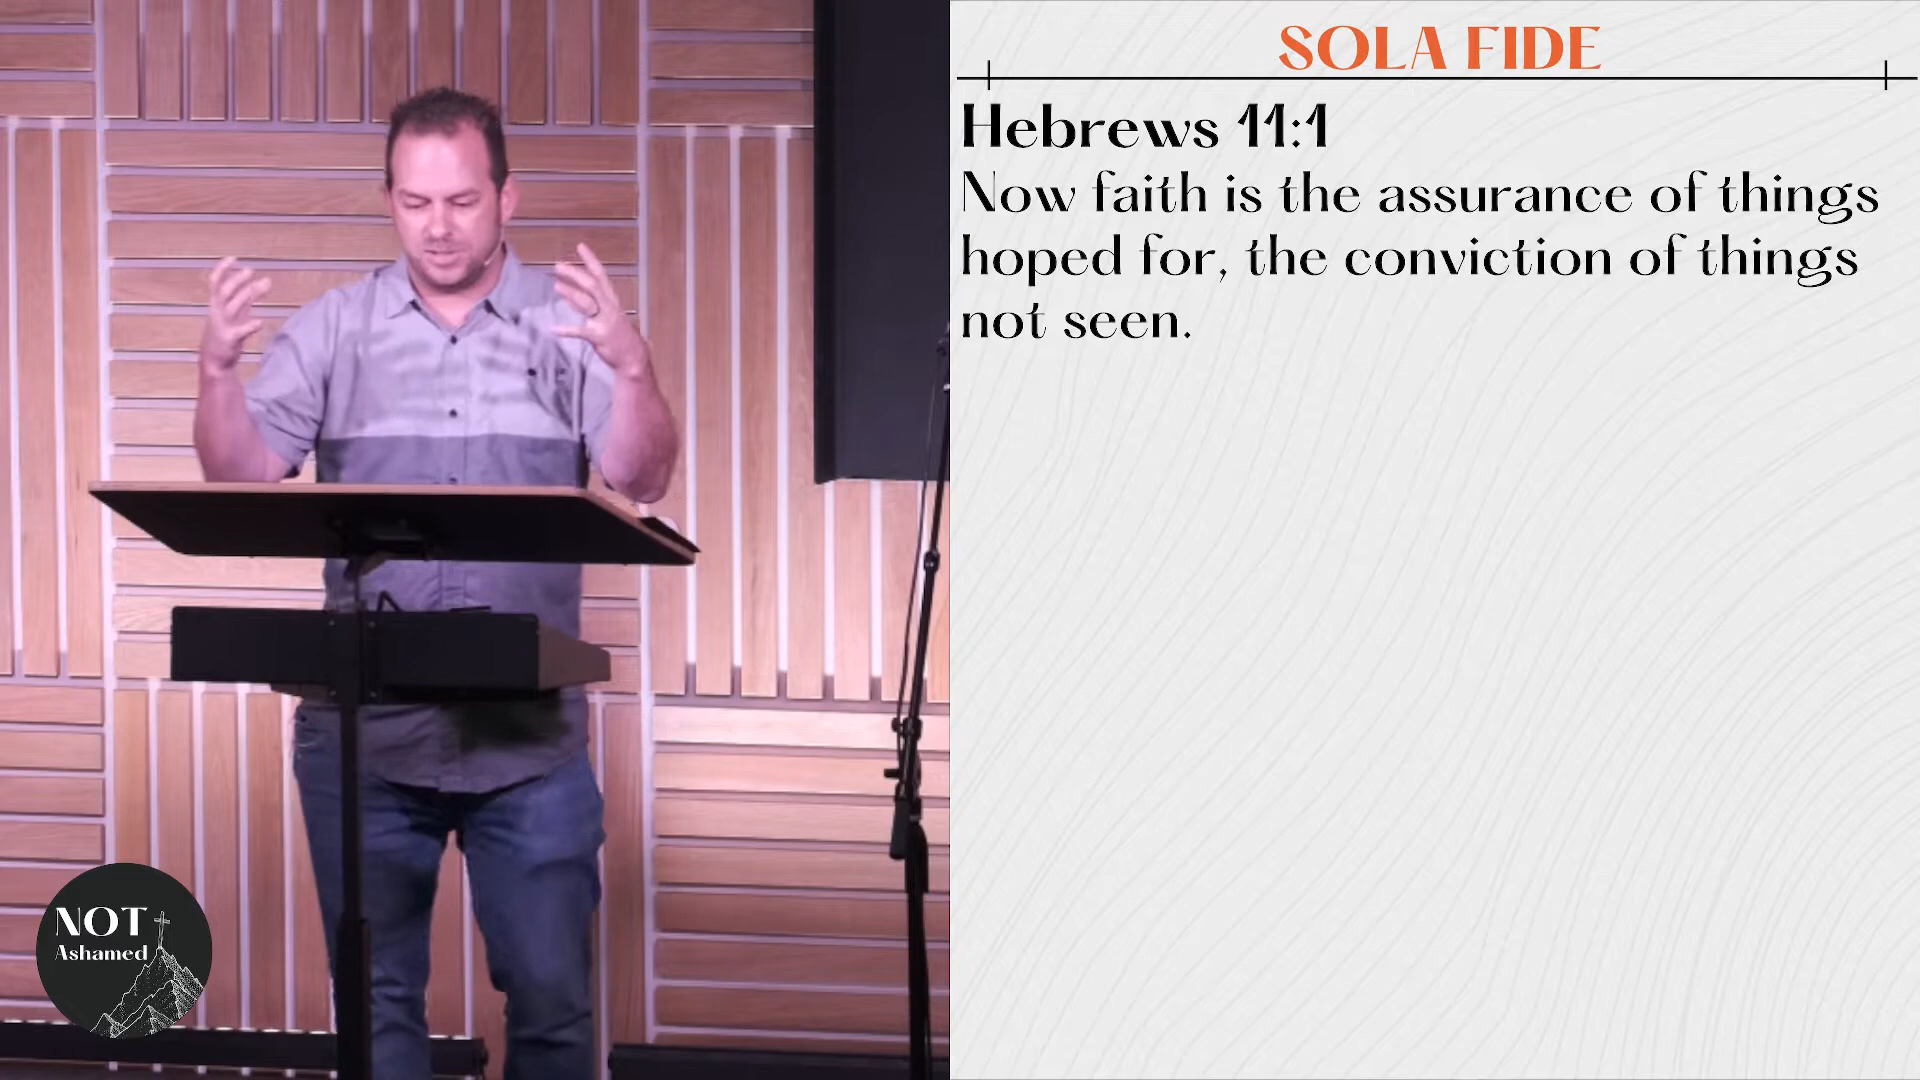 SOLA FIDE
Hebrews 11:1
Now faith is the assurance of things
hoped for, the conviction of things
not seen.
NOT
Ashamed